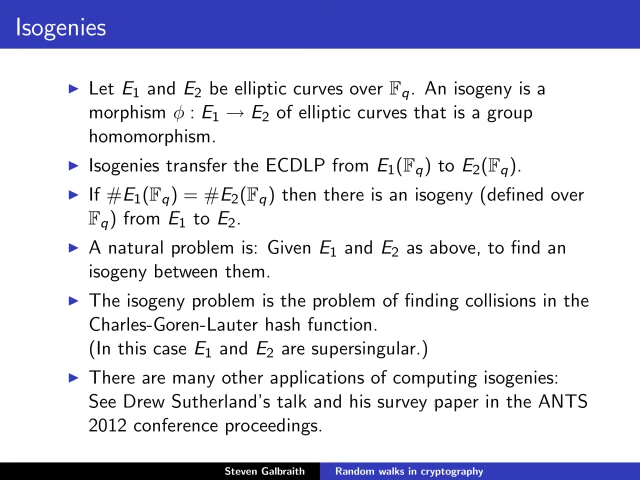 Isogenies
▶ Let E₁ and E₂ be elliptic curves over 𝔽q. An isogeny is a
morphism ϕ : E₁ → E₂ of elliptic curves that is a group
homomorphism.
▶ Isogenies transfer the ECDLP from E₁(𝔽q) to E₂(𝔽q).
▶ If #E₁(𝔽q) = #E₂(𝔽q) then there is an isogeny (defined over
𝔽q) from E₁ to E₂.
▶ A natural problem is: Given E₁ and E₂ as above, to find an
isogeny between them.
▶ The isogeny problem is the problem of finding collisions in the
Charles-Goren-Lauter hash function.
(In this case E₁ and E₂ are supersingular.)
▶ There are many other applications of computing isogenies:
See Drew Sutherland's talk and his survey paper in the ANTS
2012 conference proceedings.
Steven Galbraith Random walks in cryptography